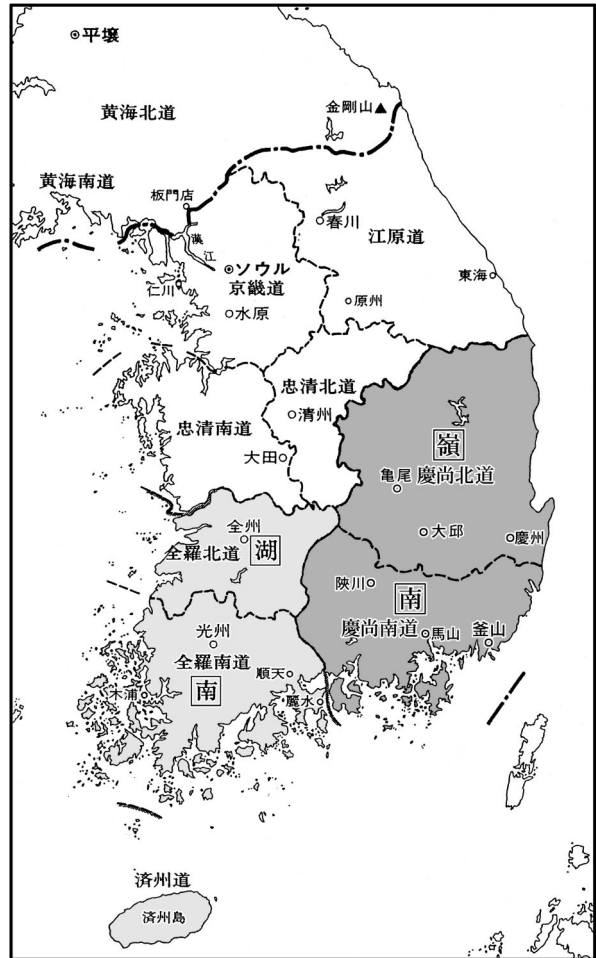 平壌
黄海北道
金剛山
黄海南道
板門店
漢江
春川
江原道
ソウル
京畿道
東海
仁川
水原
原州
忠清北道
忠清南道
清州
大田
嶺
亀尾
慶尚北道
大邱
慶州
全州
全羅北道
湖
陜川
南
慶尚南道
馬山
釜山
光州
全羅南道
順天
南
木浦
麗水
済州道
済州島